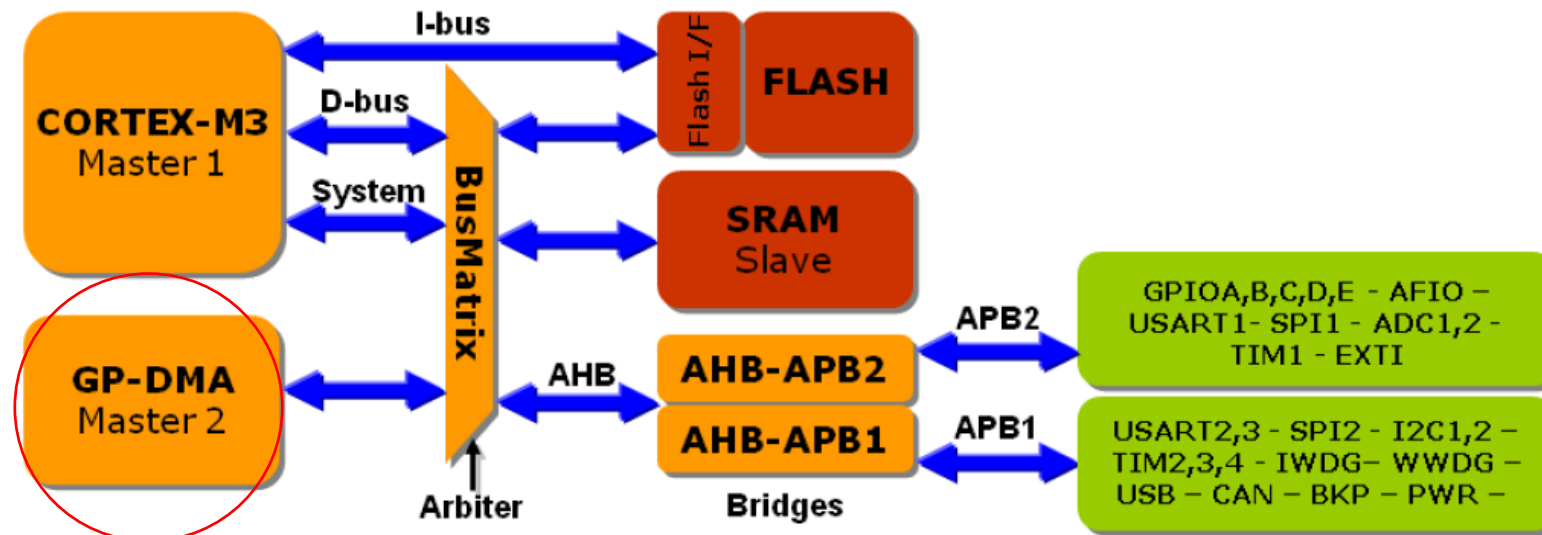 I-bus
Flash I/F
FLASH
D-bus
CORTEX-M3
Master 1
System
BusMatrix
SRAM
Slave
GPIOA,B,C,D,E - AFIO –
USART1- SPI1 - ADC1,2 -
TIM1 - EXTI
APB2
GP-DMA
Master 2
AHB
AHB-APB2
AHB-APB1
APB1
USART2,3 - SPI2 - I2C1,2 –
TIM2,3,4 - IWDG– WWDG –
USB – CAN – BKP – PWR –
Arbiter
Bridges